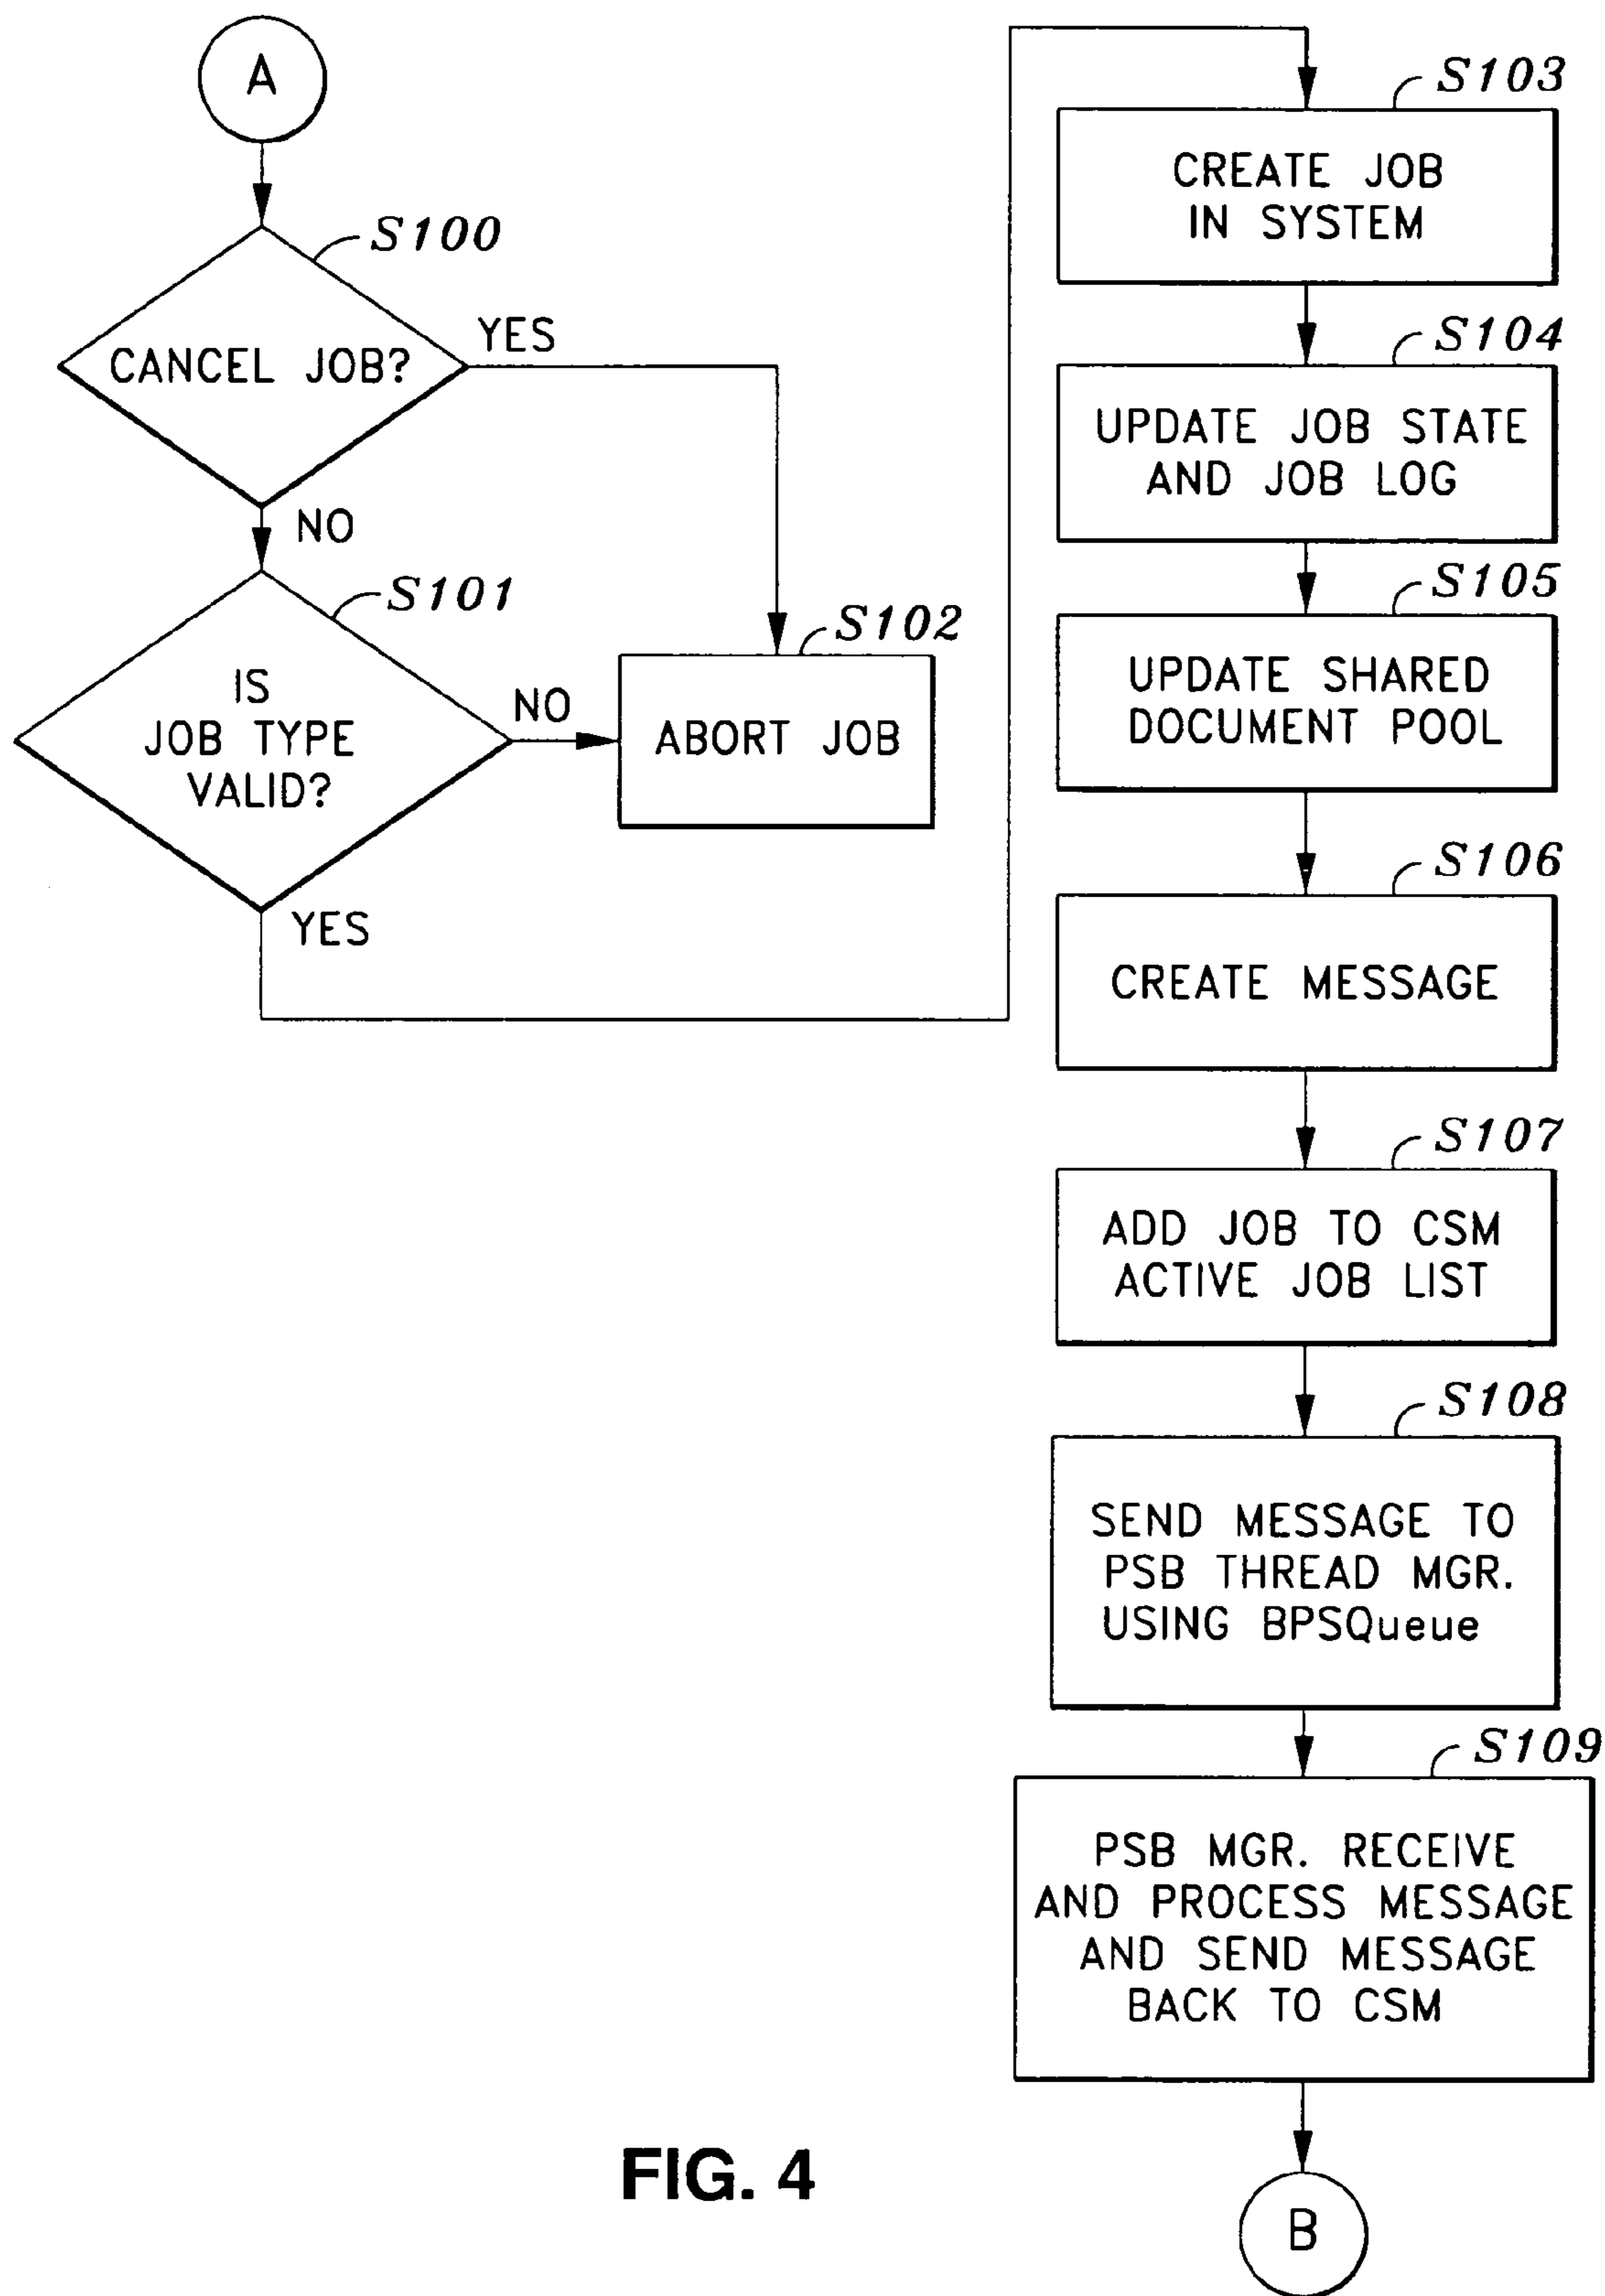 A
S100
CANCEL JOB?
YES
NO
S101
IS
JOB TYPE
VALID?
NO
YES
S102
ABORT JOB
S103
CREATE JOB
IN SYSTEM
S104
UPDATE JOB STATE
AND JOB LOG
S105
UPDATE SHARED
DOCUMENT POOL
S106
CREATE MESSAGE
S107
ADD JOB TO CSM
ACTIVE JOB LIST
S108
SEND MESSAGE TO
PSB THREAD MGR.
USING BPSQueue
S109
PSB MGR. RECEIVE
AND PROCESS MESSAGE
AND SEND MESSAGE
BACK TO CSM
B
FIG. 4